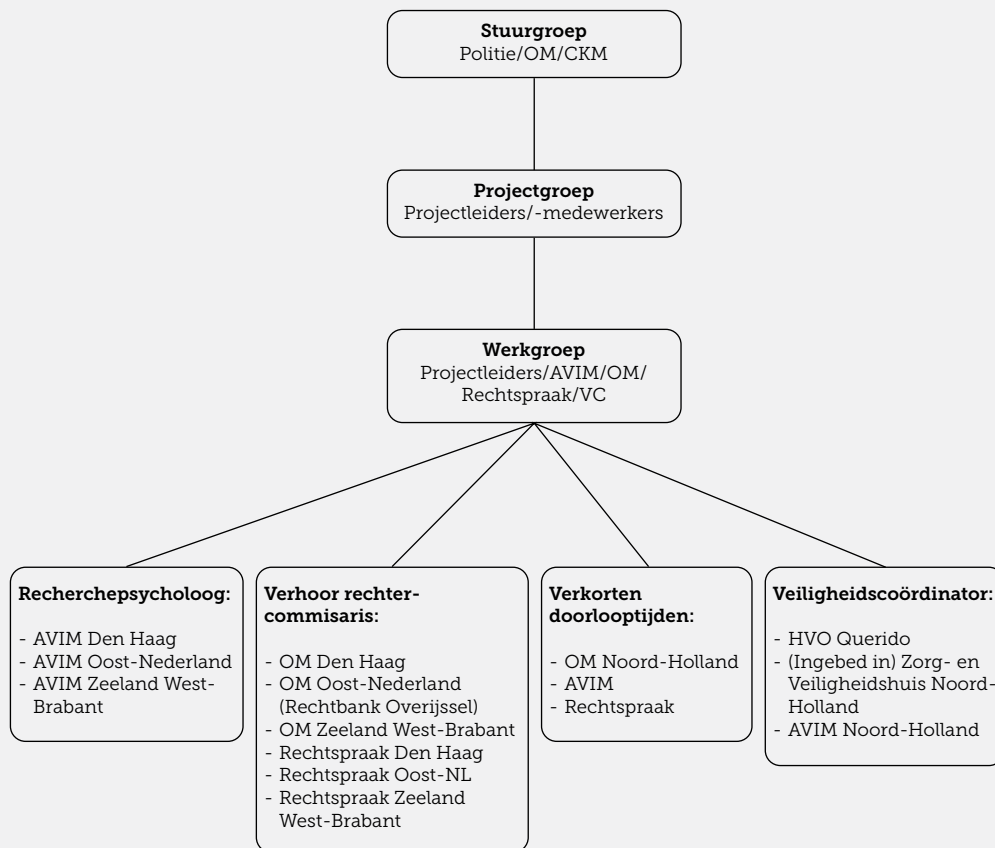 Stuurgroep
Politie/OM/CKM
Projectgroep
Projectleiders/-medewerkers
Werkgroep
Projectleiders/AVIM/OM/
Rechtspraak/VC
Recherchepsycholoog:
- AVIM Den Haag
- AVIM Oost-Nederland
- AVIM Zeeland West-
Brabant
Verhoor rechter-
commisaris:
- OM Den Haag
- OM Oost-Nederland
(Rechtbank Overijssel)
- OM Zeeland West-Brabant
- Rechtspraak Den Haag
- Rechtspraak Oost-NL
- Rechtspraak Zeeland
West-Brabant
Verkorten
doorlooptijden:
- OM Noord-Holland
- AVIM
- Rechtspraak
Veiligheidscoördinator:
- HVO Querido
- (Ingebed in) Zorg- en
Veiligheidshuis Noord-
Holland
- AVIM Noord-Holland